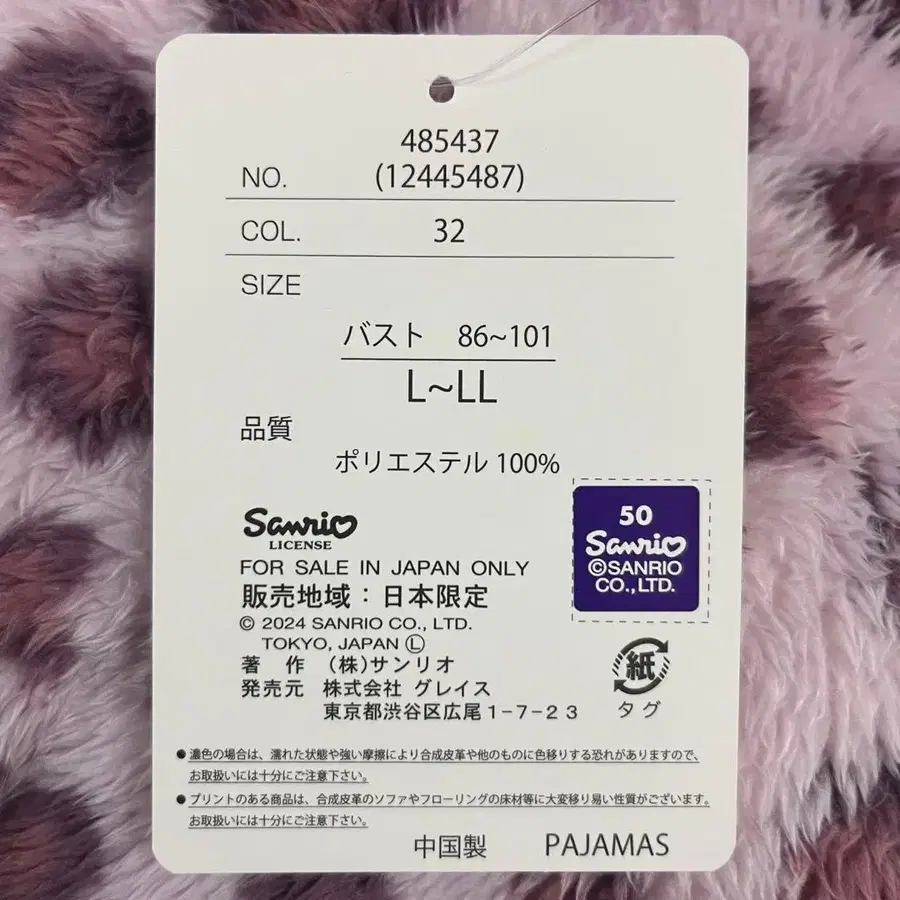 485437
NO. (12445487)
COL. 32
SIZE
バスト 86~101
L~LL
品質
ポリエステル 100%
50
Sanrio
©SANRIO
CO.,LTD.
Sanrio
LICENSE
FOR SALE IN JAPAN ONLY
販売地域：日本限定
© 2024 SANRIO CO., LTD.
TOKYO, JAPAN Ⓛ
著 作 (株)サンリオ
発売元 株式会社 グレイス
東京都渋谷区広尾1-7-23
紙
タグ
●濃色の場合は、濡れた状態や強い摩擦により合成皮革や他のものに色移りする恐れがありますので、
お取扱いには十分にご注意下さい。
●プリントのある商品は、合成皮革のソファやフローリングの床材等に大変移り易い性質がございます。
お取扱いには十分にご注意下さい。
中国製 PAJAMAS